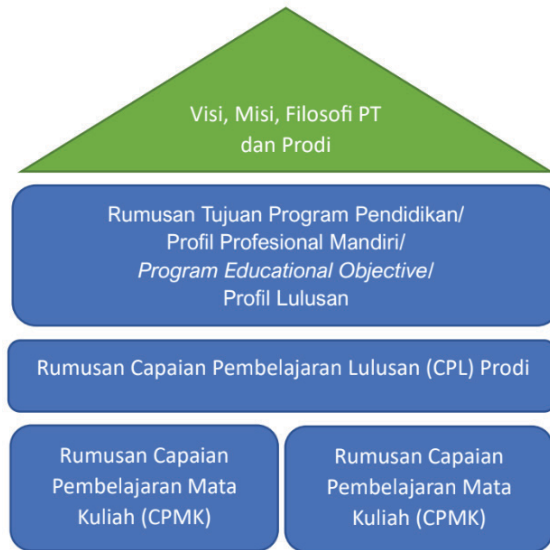 Visi, Misi, Filosofi PT
dan Prodi
Rumusan Tujuan Program Pendidikan/
Profil Profesional Mandiri/
Program Educational Objective/
Profil Lulusan
Rumusan Capaian Pembelajaran Lulusan (CPL) Prodi
Rumusan Capaian
Pembelajaran Mata
Kuliah (CPMK)
Rumusan Capaian
Pembelajaran Mata
Kuliah (CPMK)